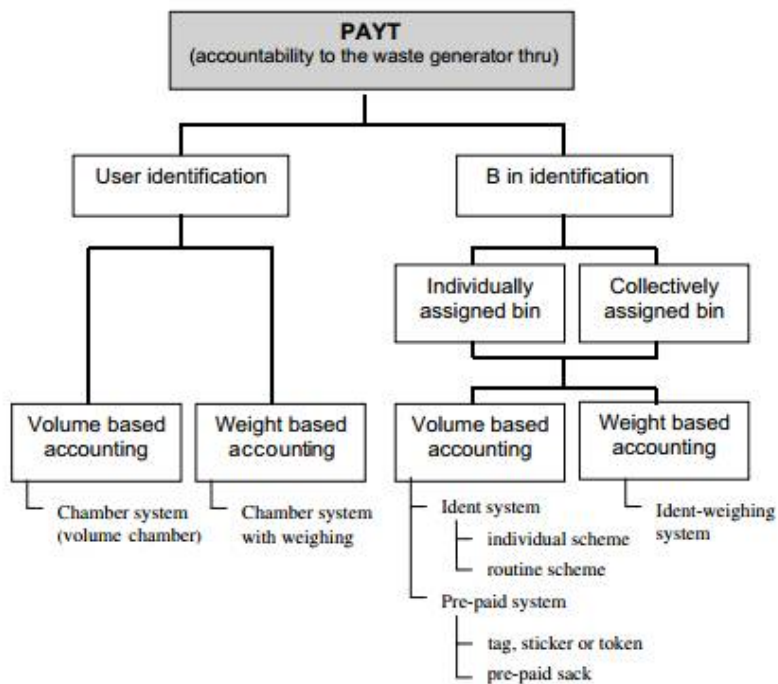 PAYT
(accountability to the waste generator thru)
User identification
B in identification
Individually
assigned bin
Collectively
assigned bin
Volume based
accounting
Weight based
accounting
Volume based
accounting
Weight based
accounting
Chamber system
(volume chamber)
Chamber system
with weighing
Ident system
individual scheme
routine scheme
Pre-paid system
tag, sticker or token
pre-paid sack
Ident-weighing
system